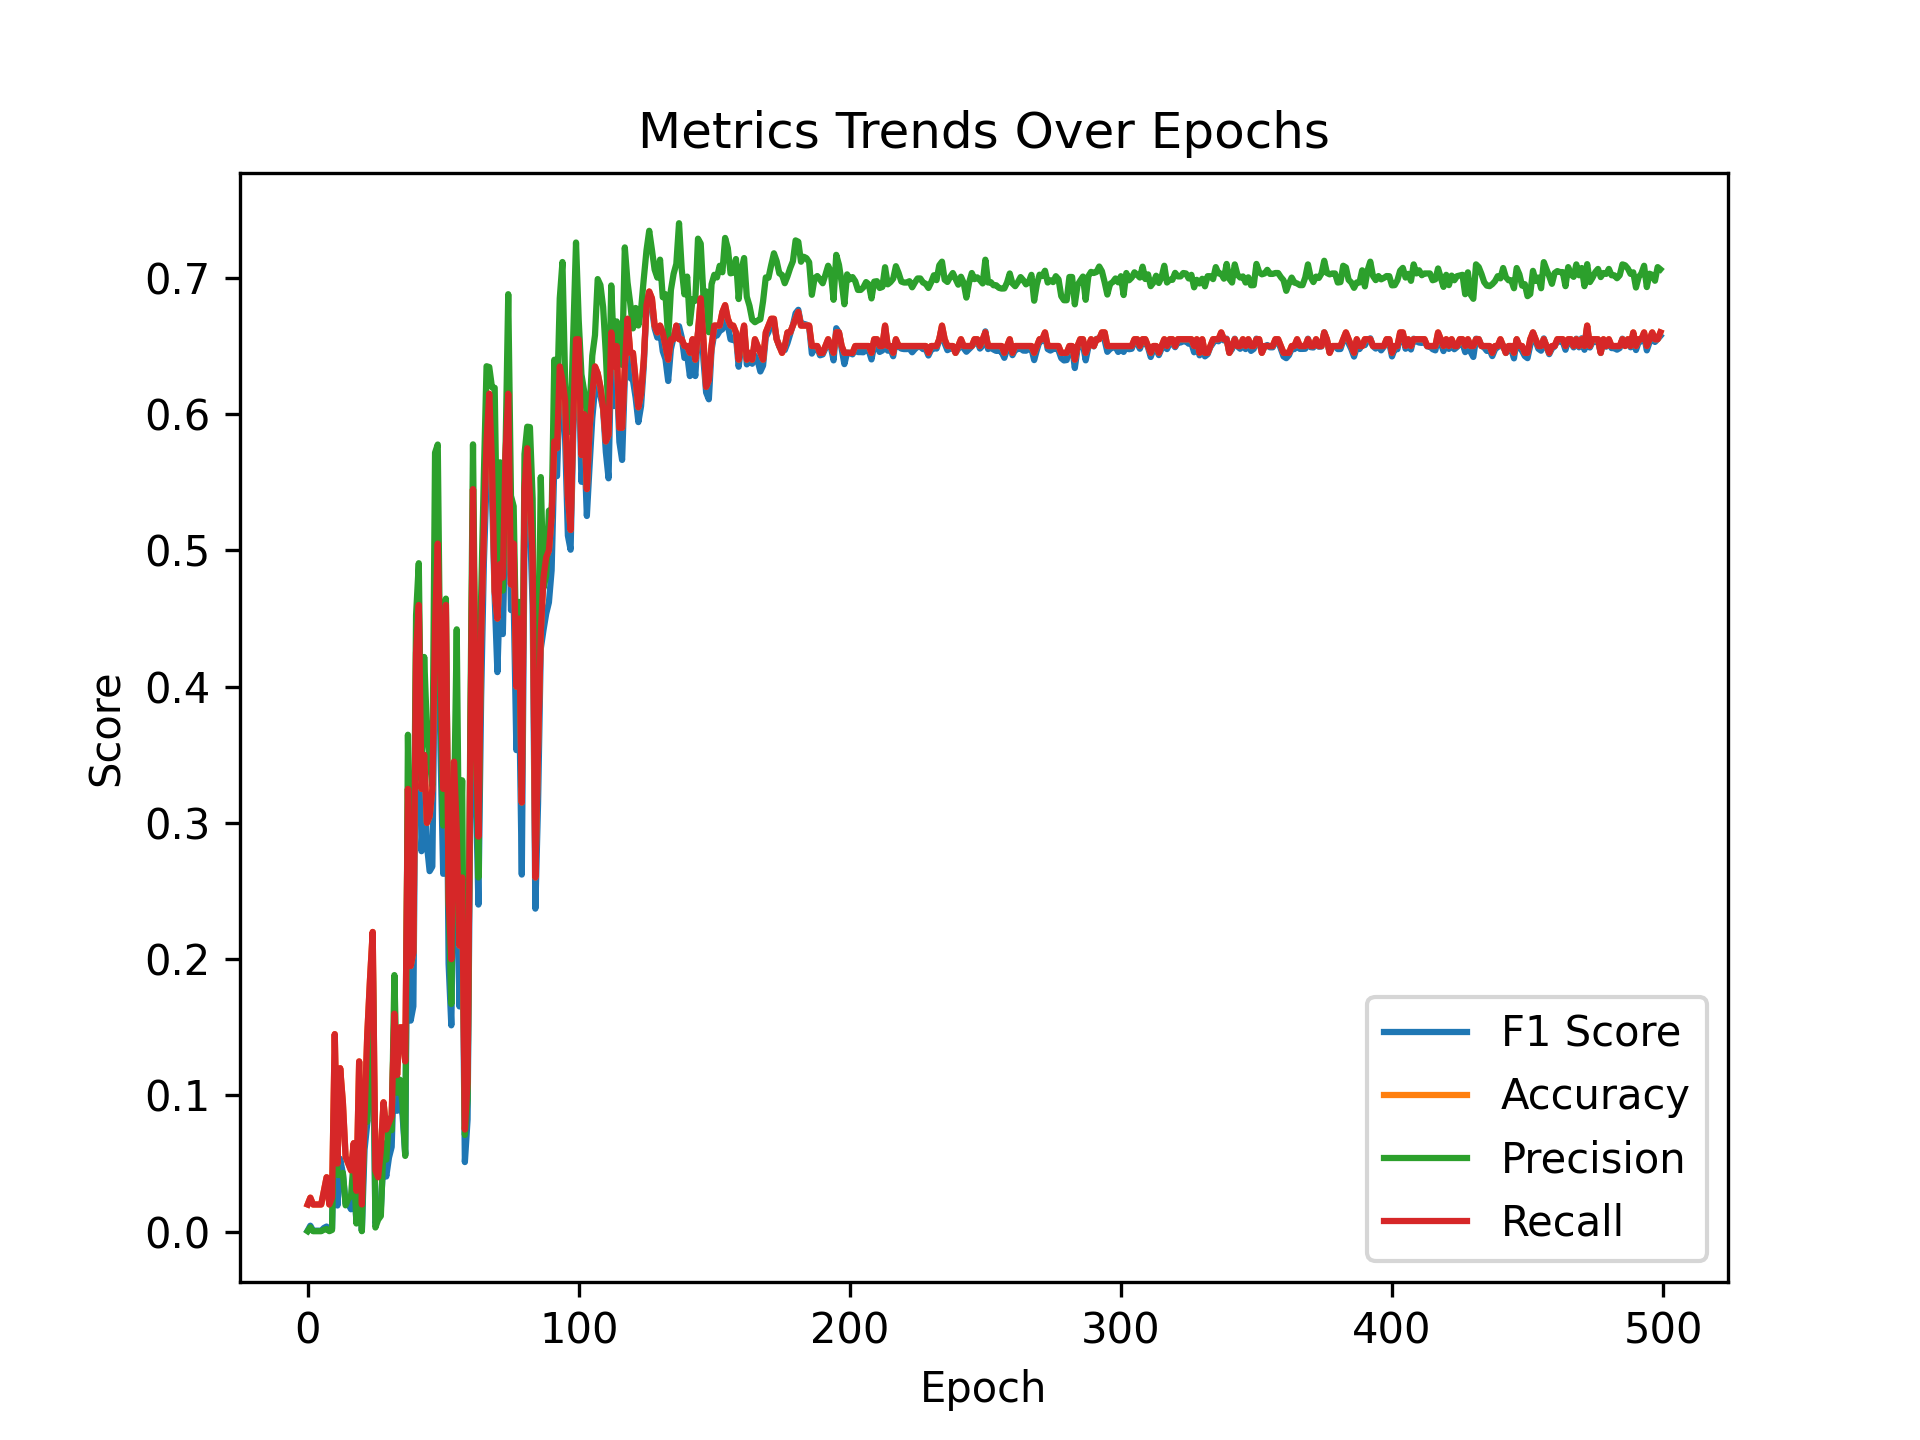 Metrics Trends Over Epochs
Score
0.7
0.6
0.5
0.4
0.3
0.2
0.1
0.0
0 100 200 300 400 500
Epoch
F1 Score
Accuracy
Precision
Recall